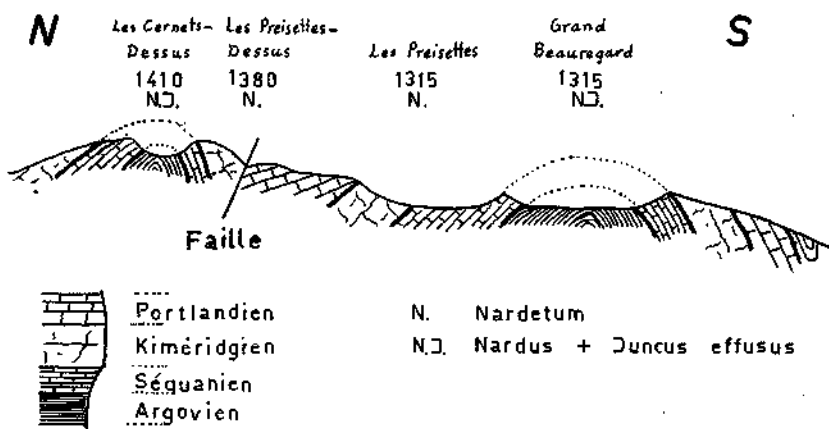 N Les Cernets- Les Preisettes- Grand S
Dessus Dessus Les Preisettes Beauregard
1410 1380 1315 1315
N.J. N. N. N.J.
Faille
Portlandien N. Nardetum
Kiméridgien N.J. Nardus + Juncus effusus
Séquanien
Argovien